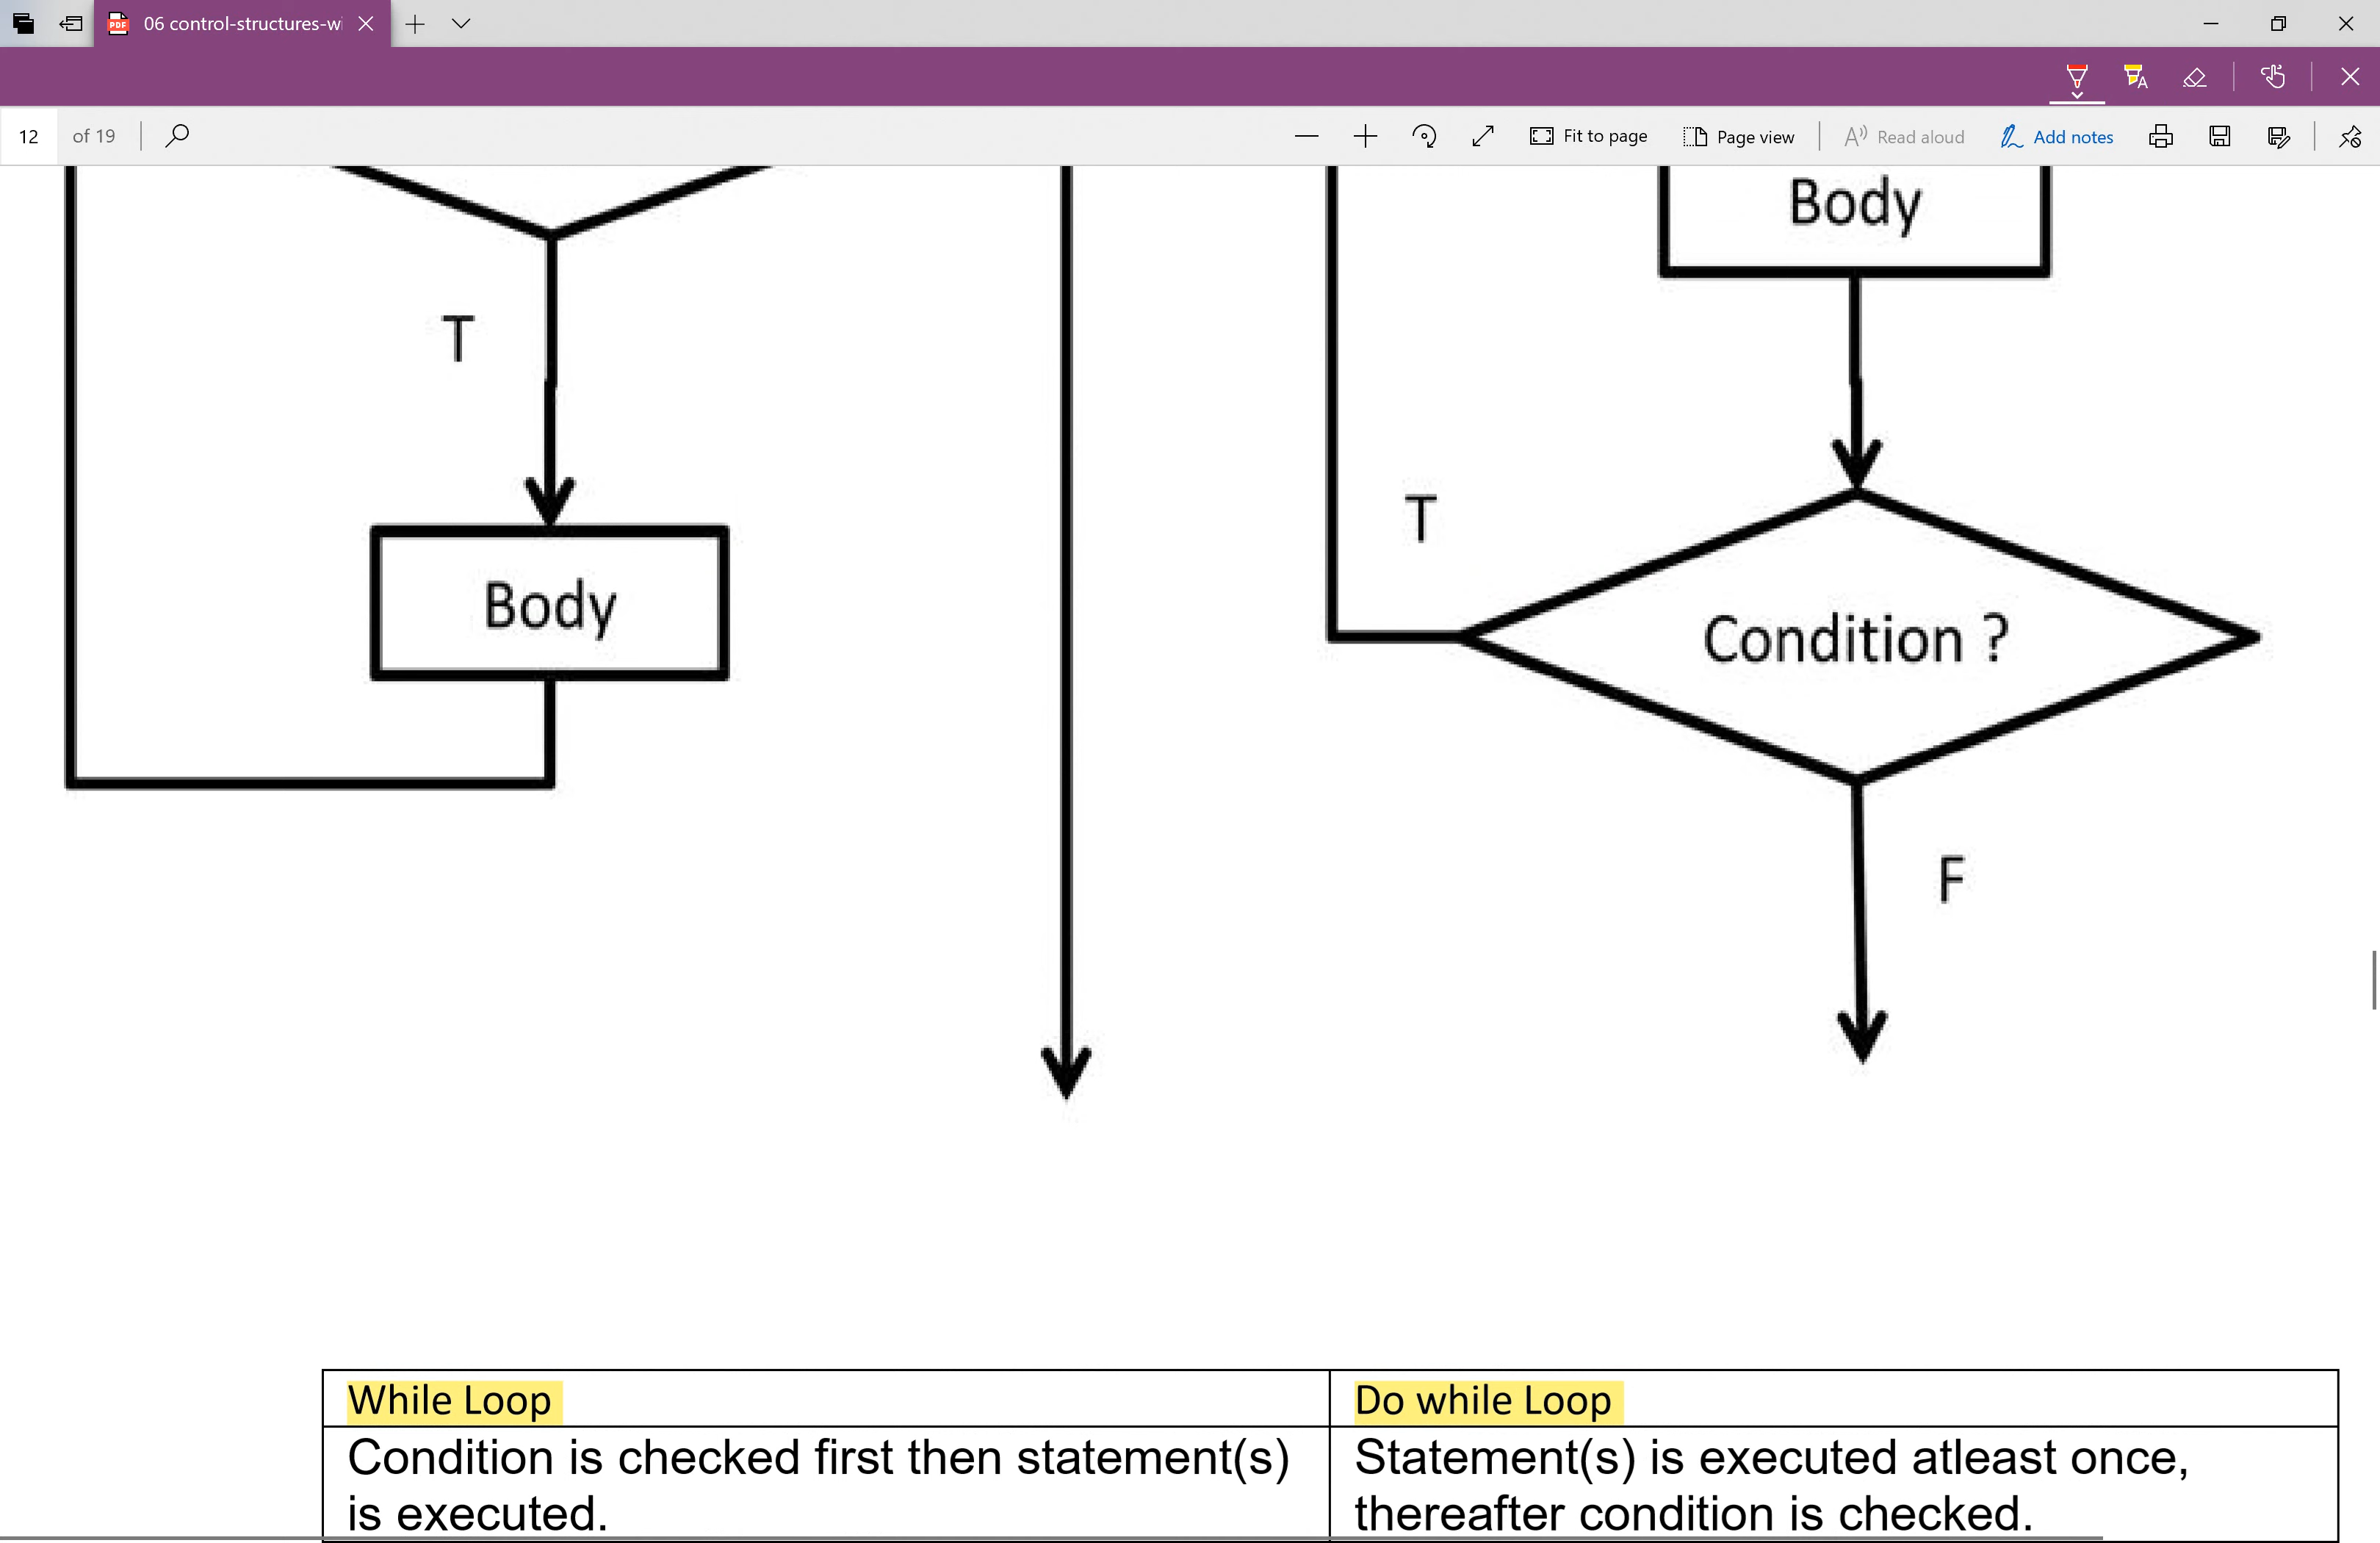 06 control-structures-wi
12 of 19
Fit to page
Page view
Read aloud
Add notes
Body
T
T
Body
Condition ?
F
While Loop
Do while Loop
Condition is checked first then statement(s)
is executed.
Statement(s) is executed atleast once,
thereafter condition is checked.